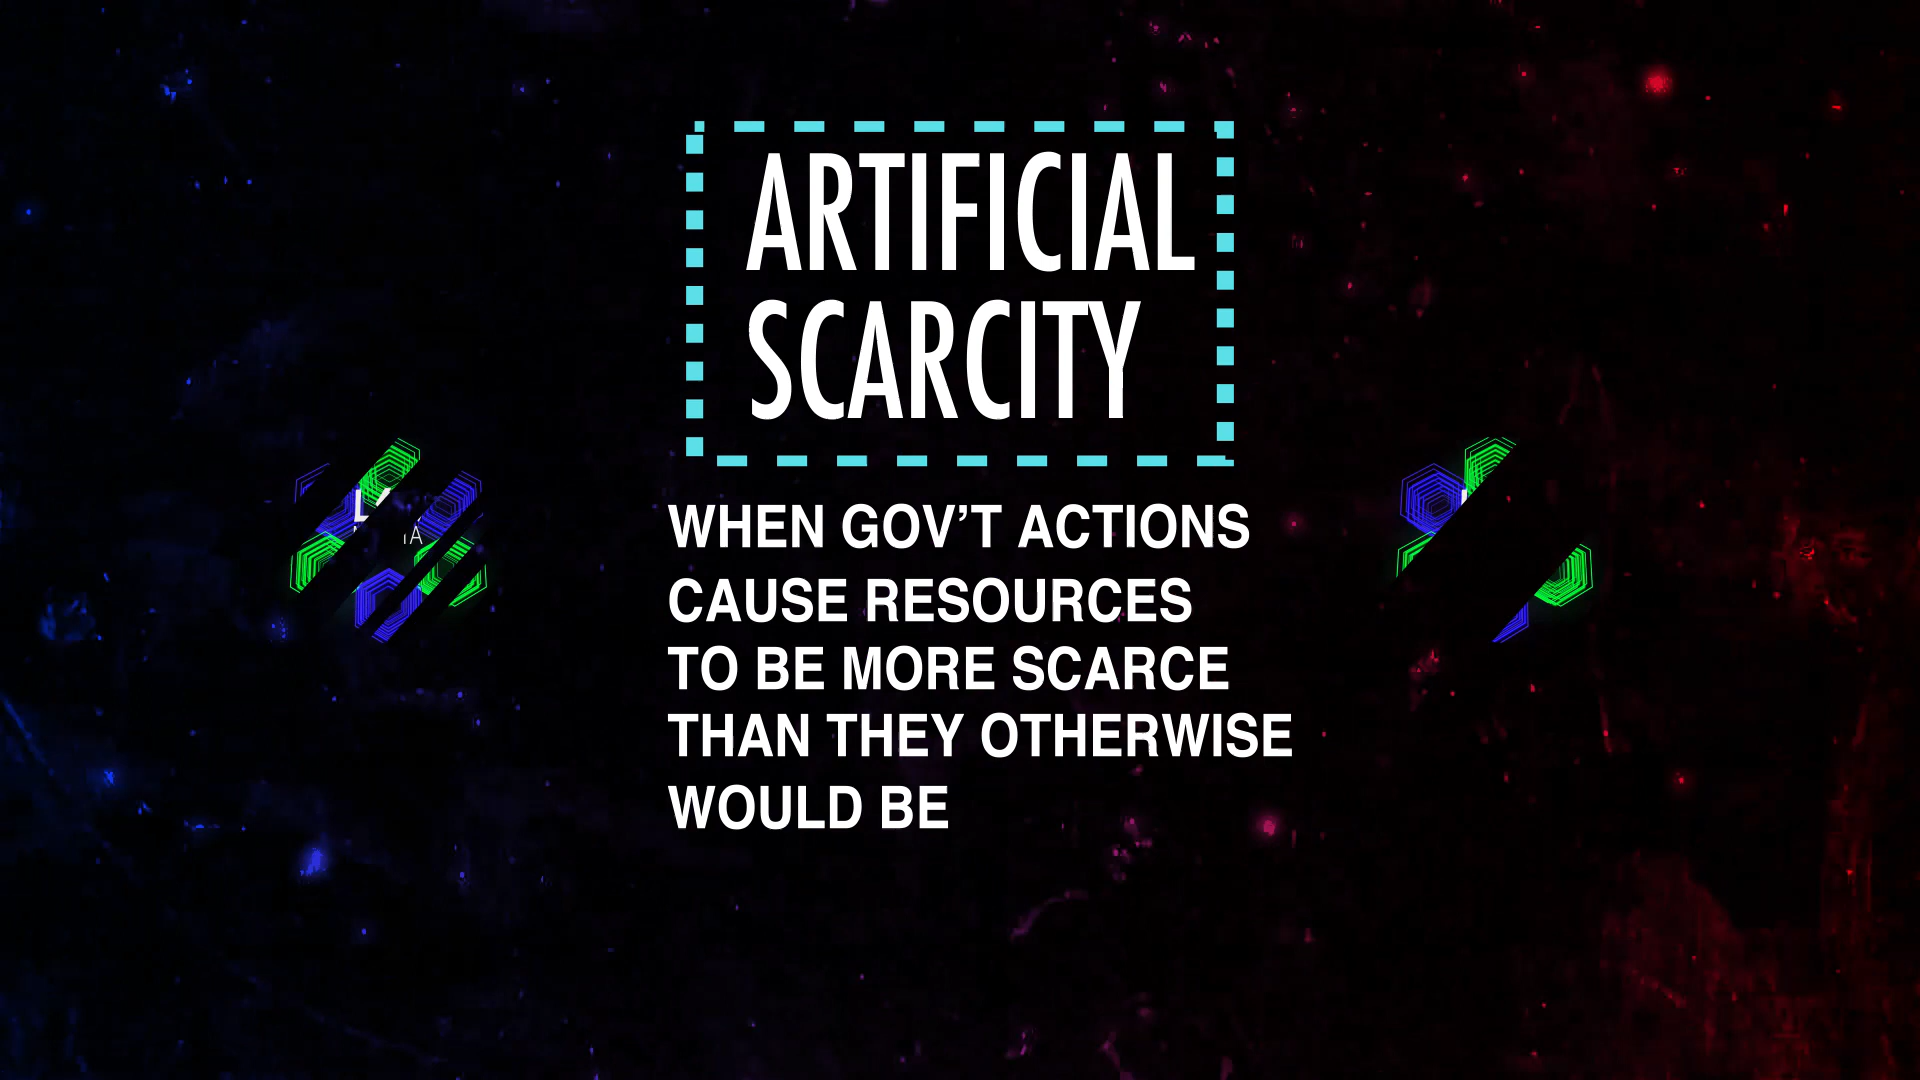 ARTIFICIAL
SCARCITY
WHEN GOV’T ACTIONS
CAUSE RESOURCES
TO BE MORE SCARCE
THAN THEY OTHERWISE
WOULD BE